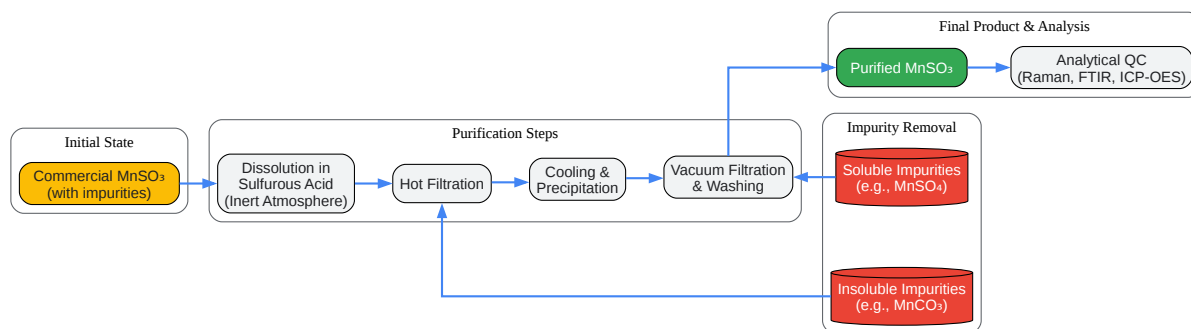 Final Product & Analysis
Purified MnSO₃
Analytical QC
(Raman, FTIR, ICP-OES)
Initial State
Commercial MnSO₃
(with impurities)
Purification Steps
Dissolution in
Sulfurous Acid
(Inert Atmosphere)
Hot Filtration
Cooling &
Precipitation
Vacuum Filtration
& Washing
Impurity Removal
Soluble Impurities
(e.g., MnSO₄)
Insoluble Impurities
(e.g., MnCO₃)